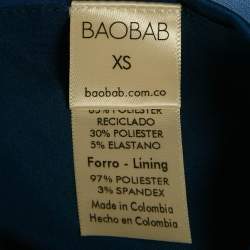 BAOBAB
XS
baobab.com.co
65% POLIESTER
RECICLADO
30% POLIESTER
5% ELASTANO
Forro - Lining
97% POLIESTER
3% SPANDEX
Made in Colombia
Hecho en Colombia